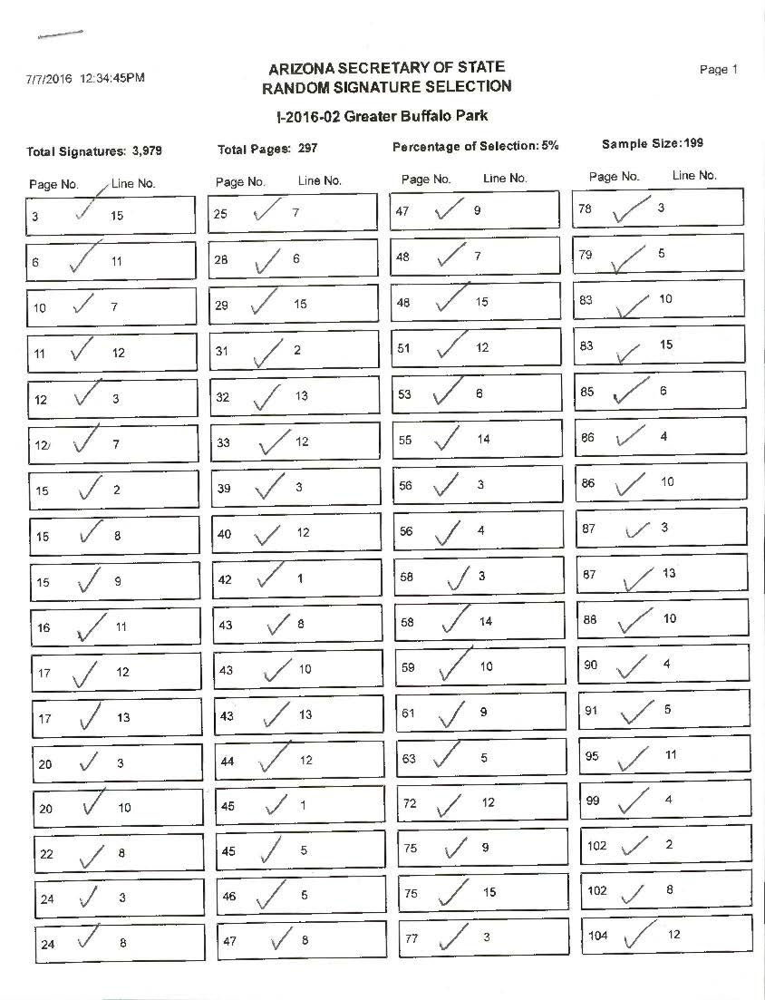 7/7/2016 12:34:45PM
ARIZONA SECRETARY OF STATE
Page 1
RANDOM SIGNATURE SELECTION
I-2016-02 Greater Buffalo Park
Total Signatures: 3,979 Total Pages: 297 Percentage of Selection: 5% Sample Size: 199
Page No. Line No. Page No. Line No. Page No. Line No. Page No. Line No.
3 ✓ 15 25 ✓ 7 47 ✓ 9 78 ✓ 3
6 ✓ 11 28 ✓ 6 48 ✓ 7 79 ✓ 5
10 ✓ 7 29 ✓ 15 48 ✓ 15 83 ✓ 10
11 ✓ 12 31 ✓ 2 51 ✓ 12 83 ✓ 15
12 ✓ 3 32 ✓ 13 53 ✓ 6 85 ✓ 6
12 ✓ 7 33 ✓ 12 55 ✓ 14 86 ✓ 4
15 ✓ 2 39 ✓ 3 56 ✓ 3 86 ✓ 10
15 ✓ 8 40 ✓ 12 56 ✓ 4 87 ✓ 3
15 ✓ 9 42 ✓ 1 58 ✓ 3 87 ✓ 13
16 ✓ 11 43 ✓ 8 58 ✓ 14 88 ✓ 10
17 ✓ 12 43 ✓ 10 59 ✓ 10 90 ✓ 4
17 ✓ 13 43 ✓ 13 61 ✓ 9 91 ✓ 5
20 ✓ 3 44 ✓ 12 63 ✓ 5 95 ✓ 11
20 ✓ 10 45 ✓ 1 72 ✓ 12 99 ✓ 4
22 ✓ 8 45 ✓ 5 75 ✓ 9 102 ✓ 2
24 ✓ 3 46 ✓ 5 75 ✓ 15 102 ✓ 8
24 ✓ 8 47 ✓ 8 77 ✓ 3 104 ✓ 12